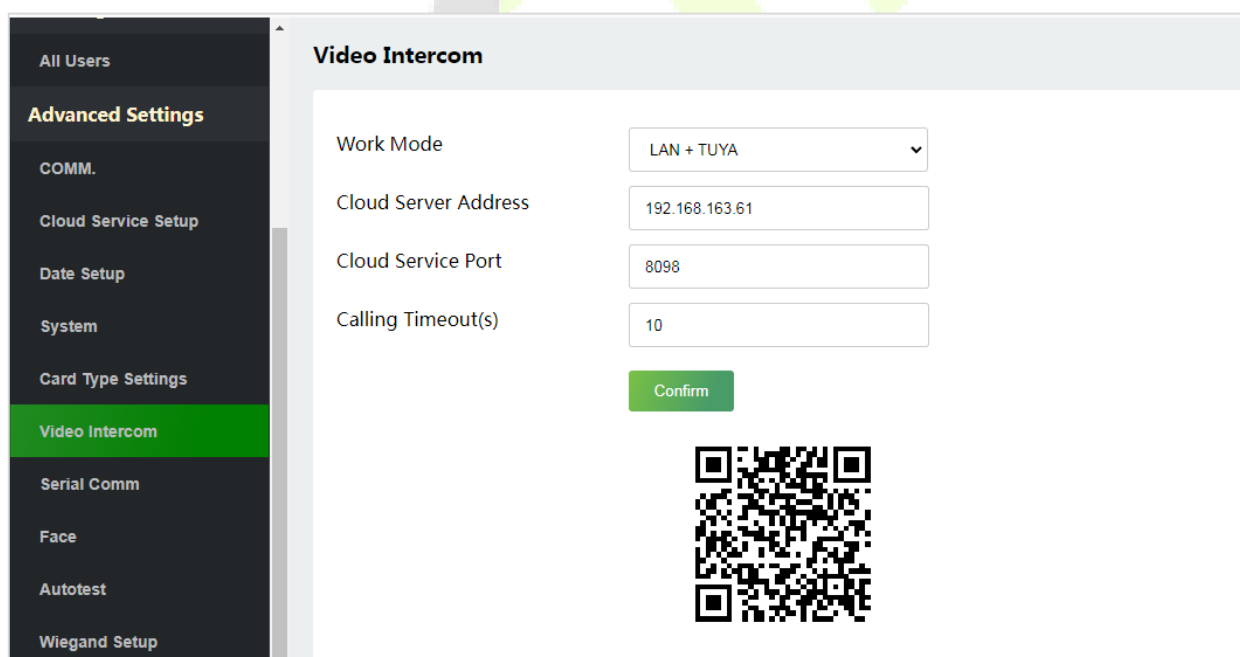 All Users
Advanced Settings
COMM.
Cloud Service Setup
Date Setup
System
Card Type Settings
Video Intercom
Serial Comm
Face
Autotest
Wiegand Setup
Video Intercom
Work Mode LAN + TUYA
Cloud Server Address 192.168.163.61
Cloud Service Port 8098
Calling Timeout(s) 10
Confirm